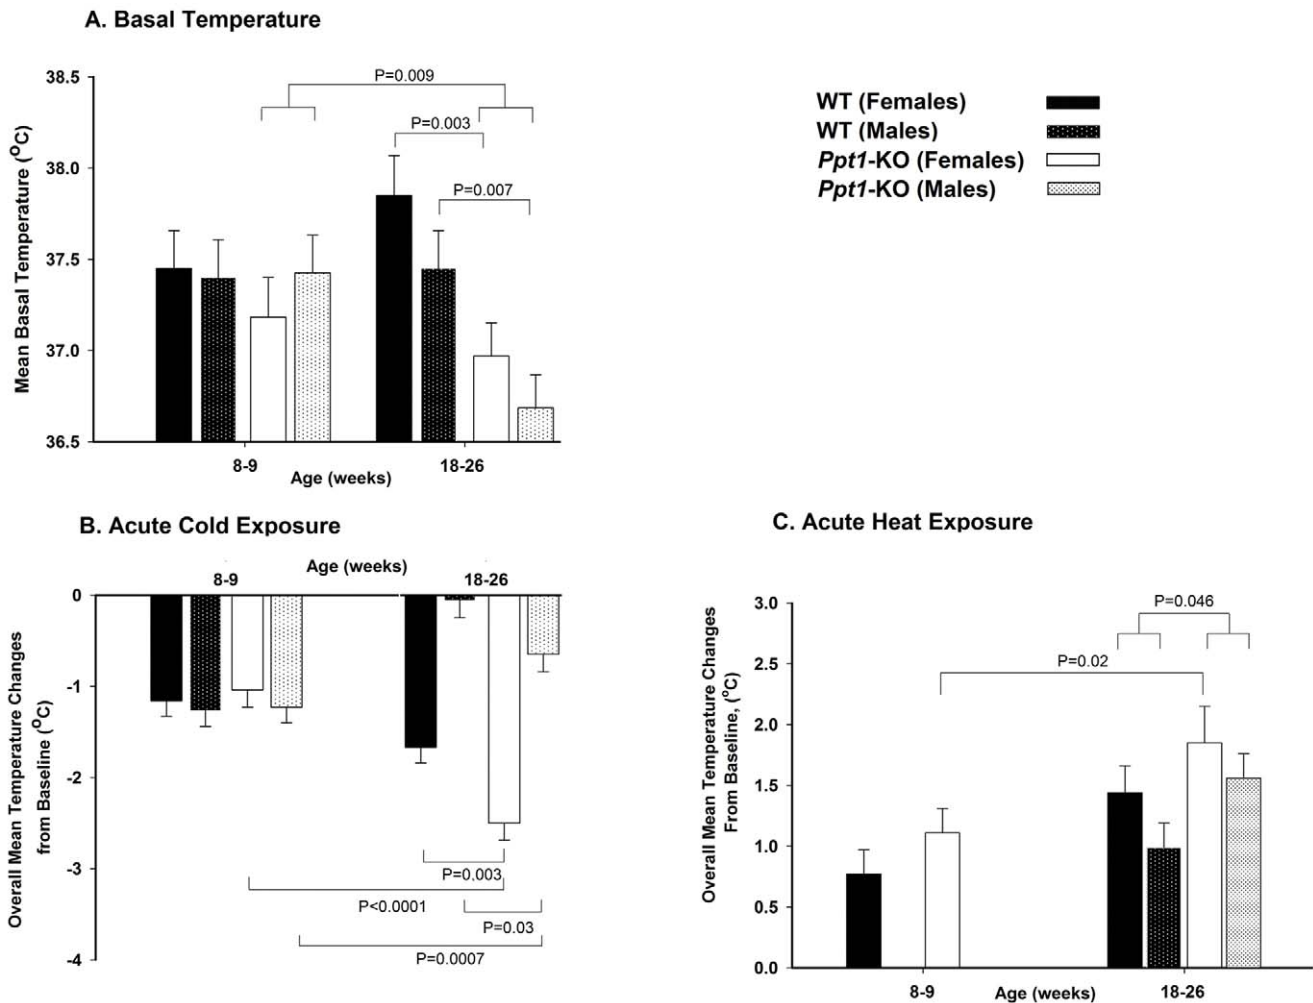 A. Basal Temperature
38.5
38.0
37.5
37.0
36.5
Mean Basal Temperature (°C)
P=0.009
P=0.003
P=0.007
8-9
18-26
Age (weeks)
WT (Females)
WT (Males)
Ppt1-KO (Females)
Ppt1-KO (Males)
B. Acute Cold Exposure
Age (weeks)
8-9
18-26
0
-1
-2
-3
-4
Overall Mean Temperature Changes
from Baseline (°C)
P=0.003
P<0.0001
P=0.03
P=0.0007
C. Acute Heat Exposure
3.0
2.5
2.0
1.5
1.0
0.5
0.0
Overall Mean Temperature Changes
From Baseline, (°C)
P=0.046
P=0.02
8-9
Age (weeks)
18-26